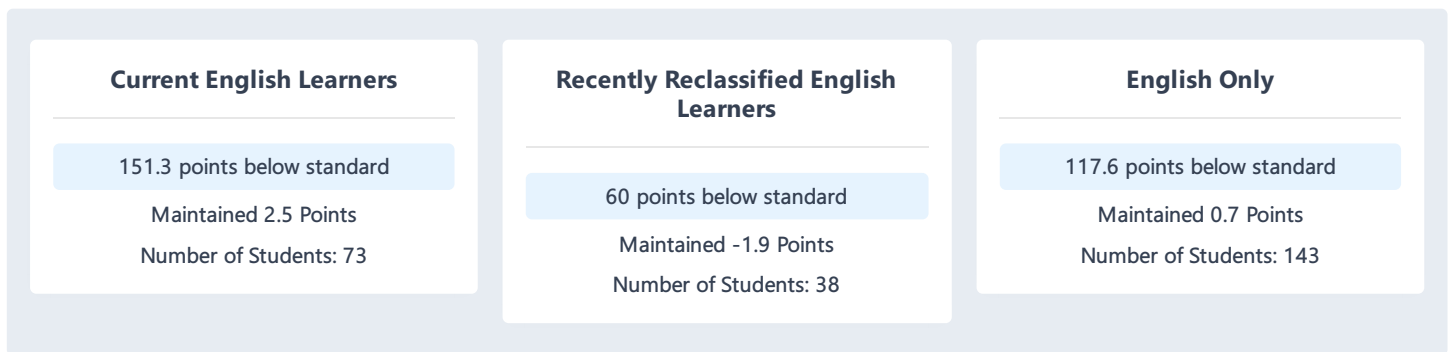 Current English Learners
151.3 points below standard
Maintained 2.5 Points
Number of Students: 73
Recently Reclassified English
Learners
60 points below standard
Maintained -1.9 Points
Number of Students: 38
English Only
117.6 points below standard
Maintained 0.7 Points
Number of Students: 143